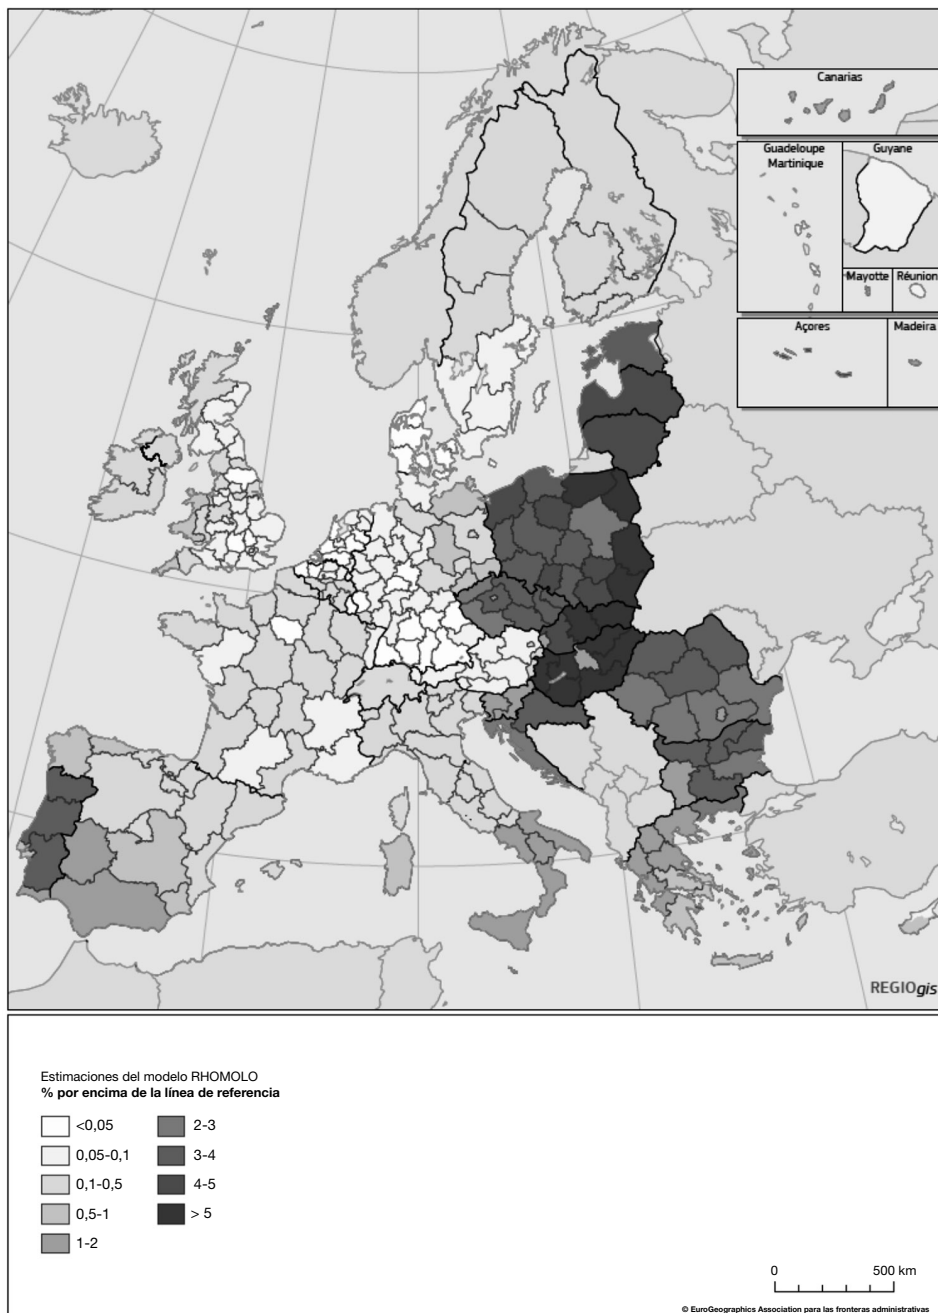 Canarias
Guadeloupe
Martinique
Guyane
Mayotte
Réunion
Açores
Madeira
REGIOgis
Estimaciones del modelo RHOMOLO
% por encima de la línea de referencia
<0,05
0,05-0,1
0,1-0,5
0,5-1
1-2
2-3
3-4
4-5
> 5
0
500 km
© EuroGeographics Association para las fronteras administrativas